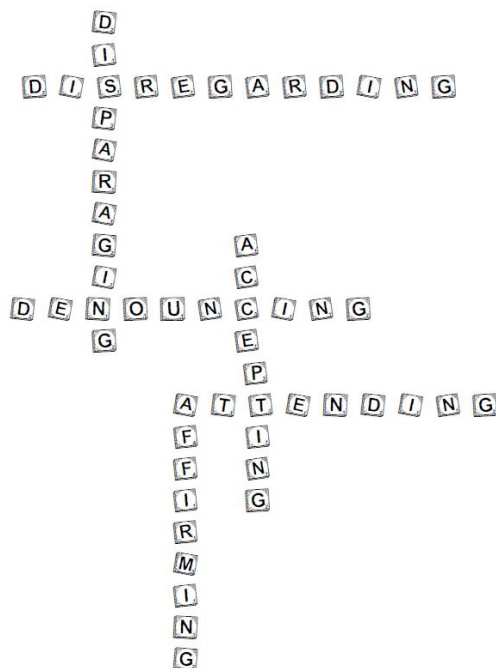 DISPARAGING
DISREGARDING
ACCEPTING
DENOUNCING
ATTENDING
AFFIRMING